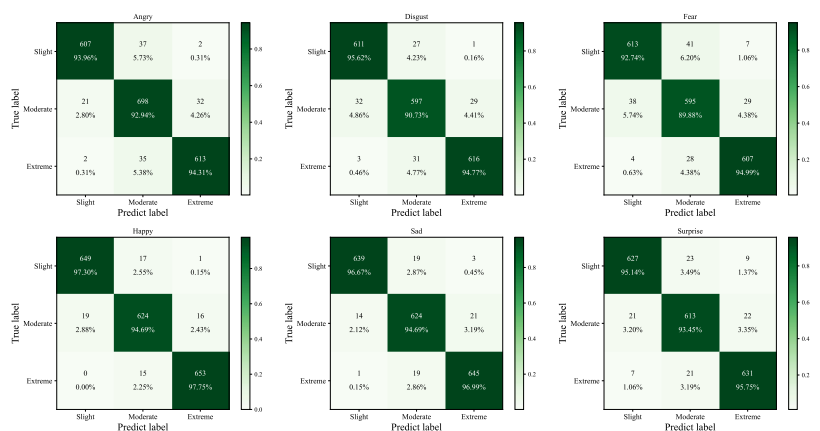 Angry
True label
Slight
607
37
2
93.96%
5.73%
0.31%
Moderate
21
698
32
2.80%
92.94%
4.26%
Extreme
2
35
613
0.31%
5.38%
94.31%
Slight
Moderate
Extreme
Predict label
0.8
0.6
0.4
0.2
Disgust
True label
Slight
611
27
1
95.62%
4.23%
0.16%
Moderate
32
597
29
4.86%
90.73%
4.41%
Extreme
3
31
616
0.46%
4.77%
94.77%
Slight
Moderate
Extreme
Predict label
0.8
0.6
0.4
0.2
Fear
True label
Slight
613
41
7
92.74%
6.20%
1.06%
Moderate
38
595
29
5.74%
89.88%
4.38%
Extreme
4
28
607
0.63%
4.38%
94.99%
Slight
Moderate
Extreme
Predict label
0.8
0.6
0.4
0.2
Happy
True label
Slight
649
17
1
97.30%
2.55%
0.15%
Moderate
19
624
16
2.88%
94.69%
2.43%
Extreme
0
15
653
0.00%
2.25%
97.75%
Slight
Moderate
Extreme
Predict label
0.8
0.6
0.4
0.2
0.0
Sad
True label
Slight
639
19
3
96.67%
2.87%
0.45%
Moderate
14
624
21
2.12%
94.69%
3.19%
Extreme
1
19
645
0.15%
2.86%
96.99%
Slight
Moderate
Extreme
Predict label
0.8
0.6
0.4
0.2
Surprise
True label
Slight
627
23
9
95.14%
3.49%
1.37%
Moderate
21
613
22
3.20%
93.45%
3.35%
Extreme
7
21
631
1.06%
3.19%
95.75%
Slight
Moderate
Extreme
Predict label
0.8
0.6
0.4
0.2